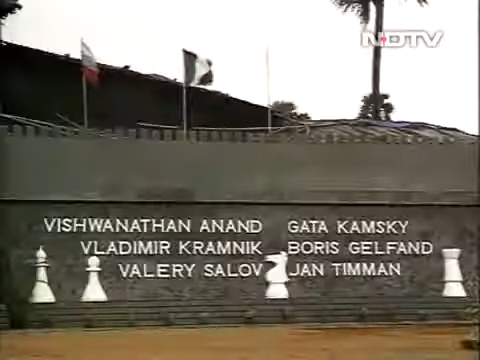 NDTV
VISHWANATHAN ANAND GATA KAMSKY
VLADIMIR KRAMNIK BORIS GELFAND
VALERY SALOV JAN TIMMAN